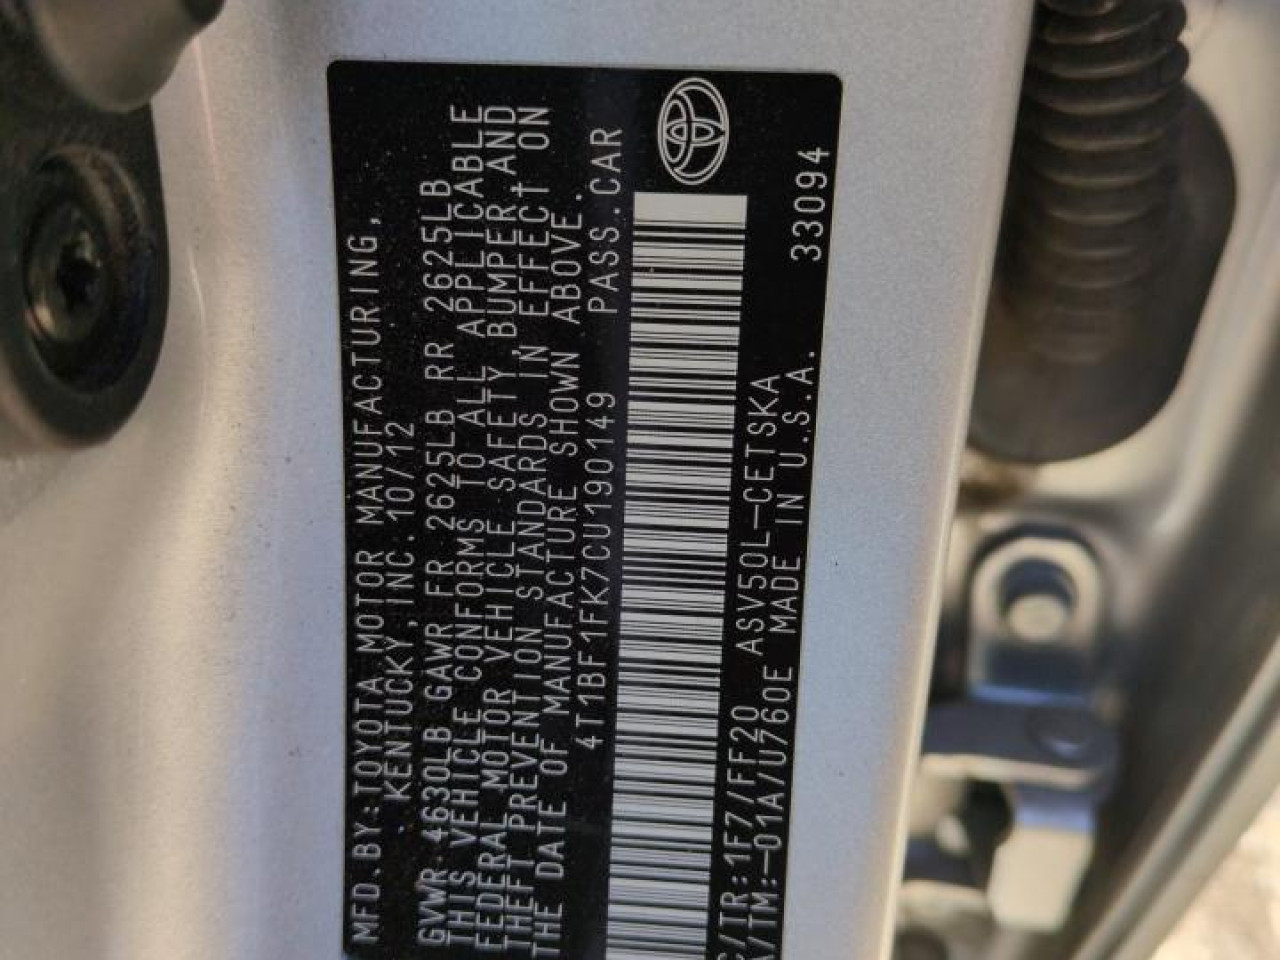 MFD.BY:TOYOTA MOTOR MANUFACTURING,
KENTUCKY,INC. 10/12
GVWR 4630LB GAWR FR 2625LB RR 2625LB
THIS VEHICLE CONFORMS TO ALL APPLICABLE
FEDERAL MOTOR VEHICLE SAFETY, BUMPER, AND
THEFT PREVENTION STANDARDS IN EFFECT ON
THE DATE OF MANUFACTURE SHOWN ABOVE.
4T1BF1FK7CU190149 PASS.CAR
C/TR:1F7/FF20 ASV50L-CETSKA
A/TM:-01A/U760E MADE IN U.S.A. 33094